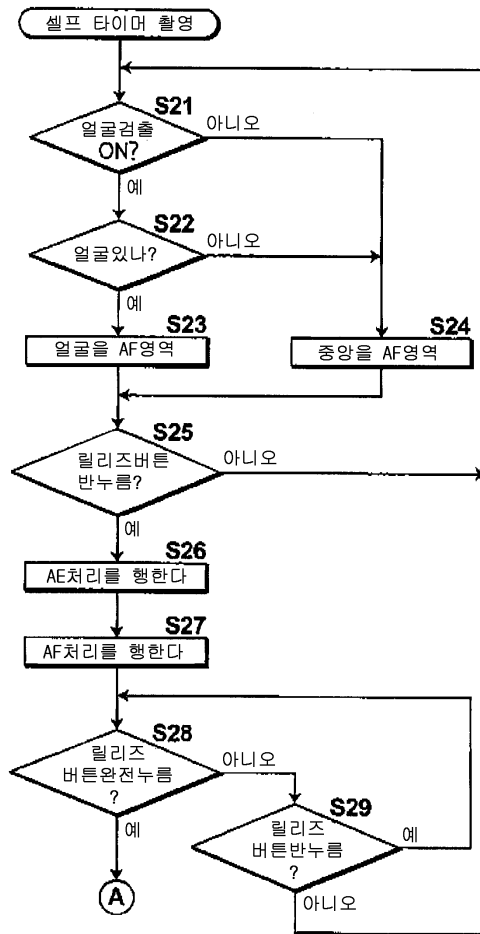 셀프 타이머 촬영
S21
얼굴검출
ON?
아니오
예
S22
얼굴있나?
아니오
예
S23
얼굴을 AF영역
S24
중앙을 AF영역
S25
릴리즈버튼
반누름?
아니오
예
S26
AE처리를 행한다
S27
AF처리를 행한다
S28
릴리즈
버튼완전누름
?
아니오
예
S29
릴리즈
버튼반누름
?
예
아니오
A